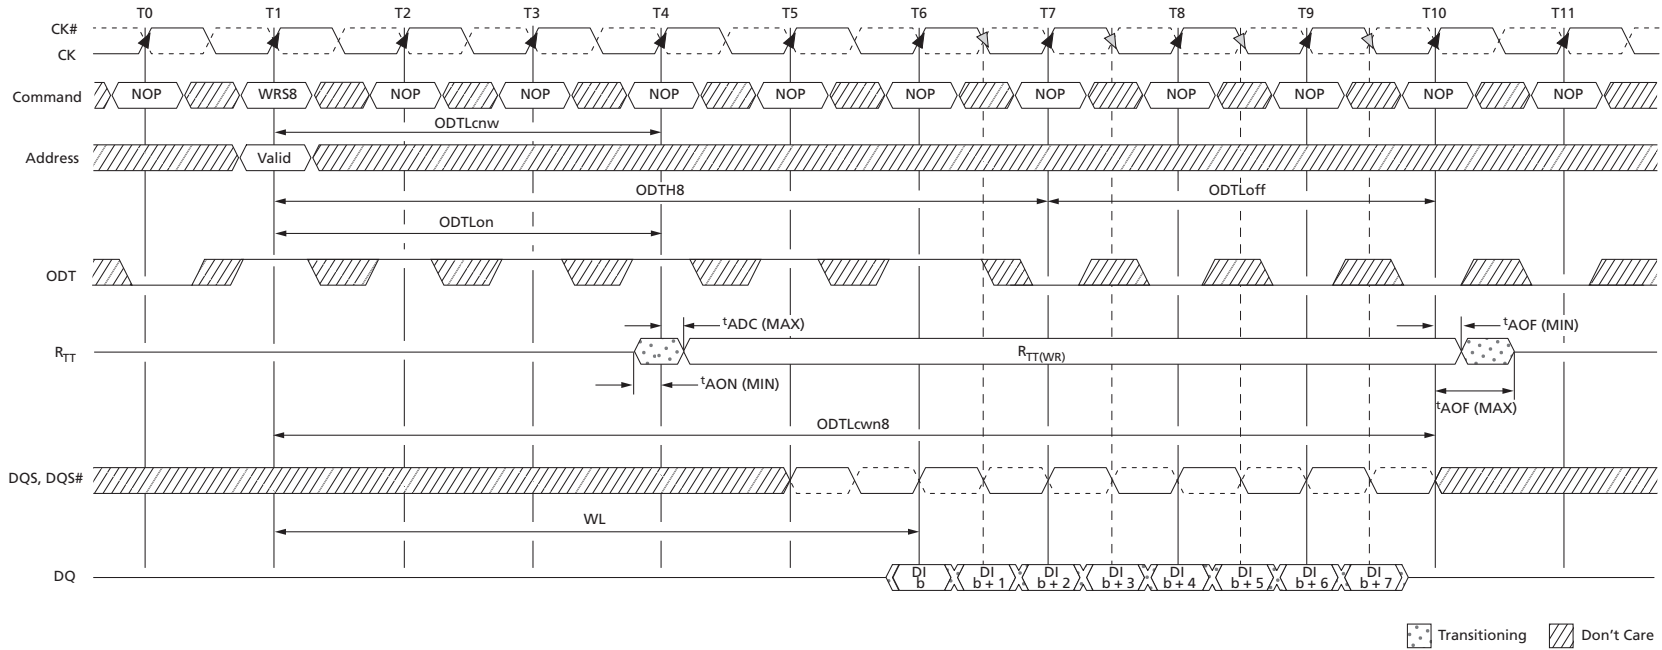 T0 T1 T2 T3 T4 T5 T6 T7 T8 T9 T10 T11
CK#
CK
Command NOP WRS8 NOP NOP NOP NOP NOP NOP NOP NOP NOP NOP
ODTLcnw
Address Valid
ODTH8 ODTLoff
ODTLon
ODT
tADC (MAX) tAOF (MIN)
RTT RTT(WR)
tAON (MIN)
tAOF (MAX)
ODTLcwn8
DQS, DQS#
WL
DQ DI b DI b + 1 DI b + 2 DI b + 3 DI b + 4 DI b + 5 DI b + 6 DI b + 7
Transitioning Don't Care